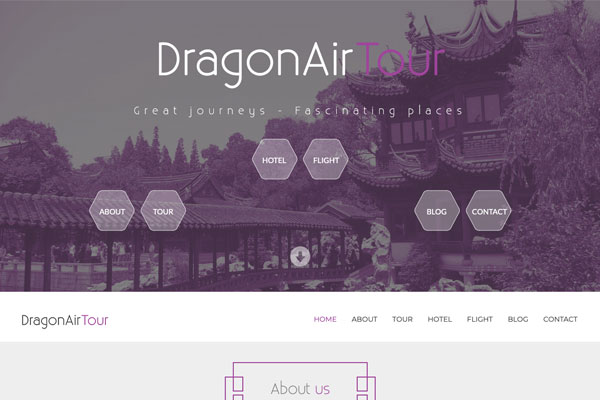 DragonAirTour
Great journeys - Fascinating places
HOTEL FLIGHT
ABOUT TOUR BLOG CONTACT
DragonAirTour HOME ABOUT TOUR HOTEL FLIGHT BLOG CONTACT
About us